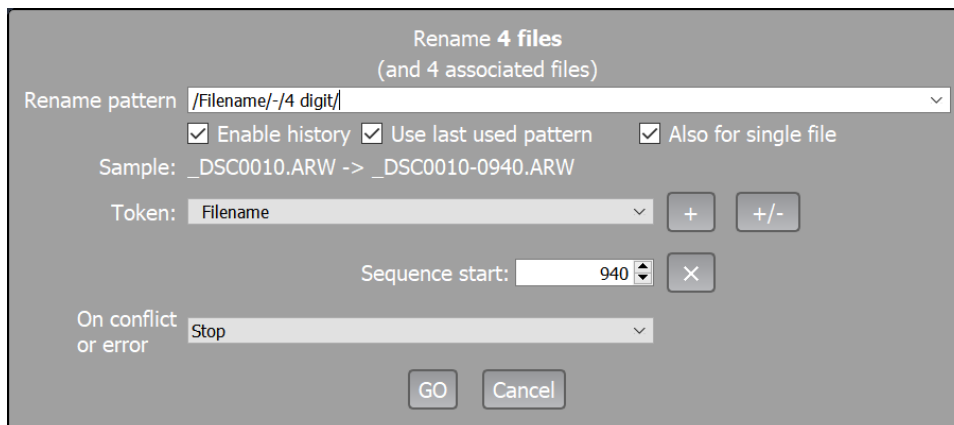 Rename 4 files
(and 4 associated files)
Rename pattern /Filename/-/4 digit/
Enable history Use last used pattern Also for single file
Sample: _DSC0010.ARW -> _DSC0010-0940.ARW
Token: Filename + +/-
Sequence start: 940 ×
On conflict
or error
Stop
GO Cancel